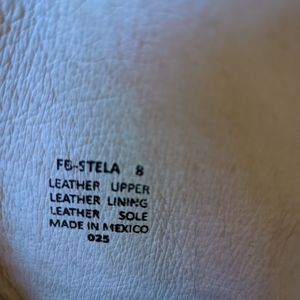 FB-STELA 8
LEATHER UPPER
LEATHER LINING
LEATHER SOLE
MADE IN MEXICO
025